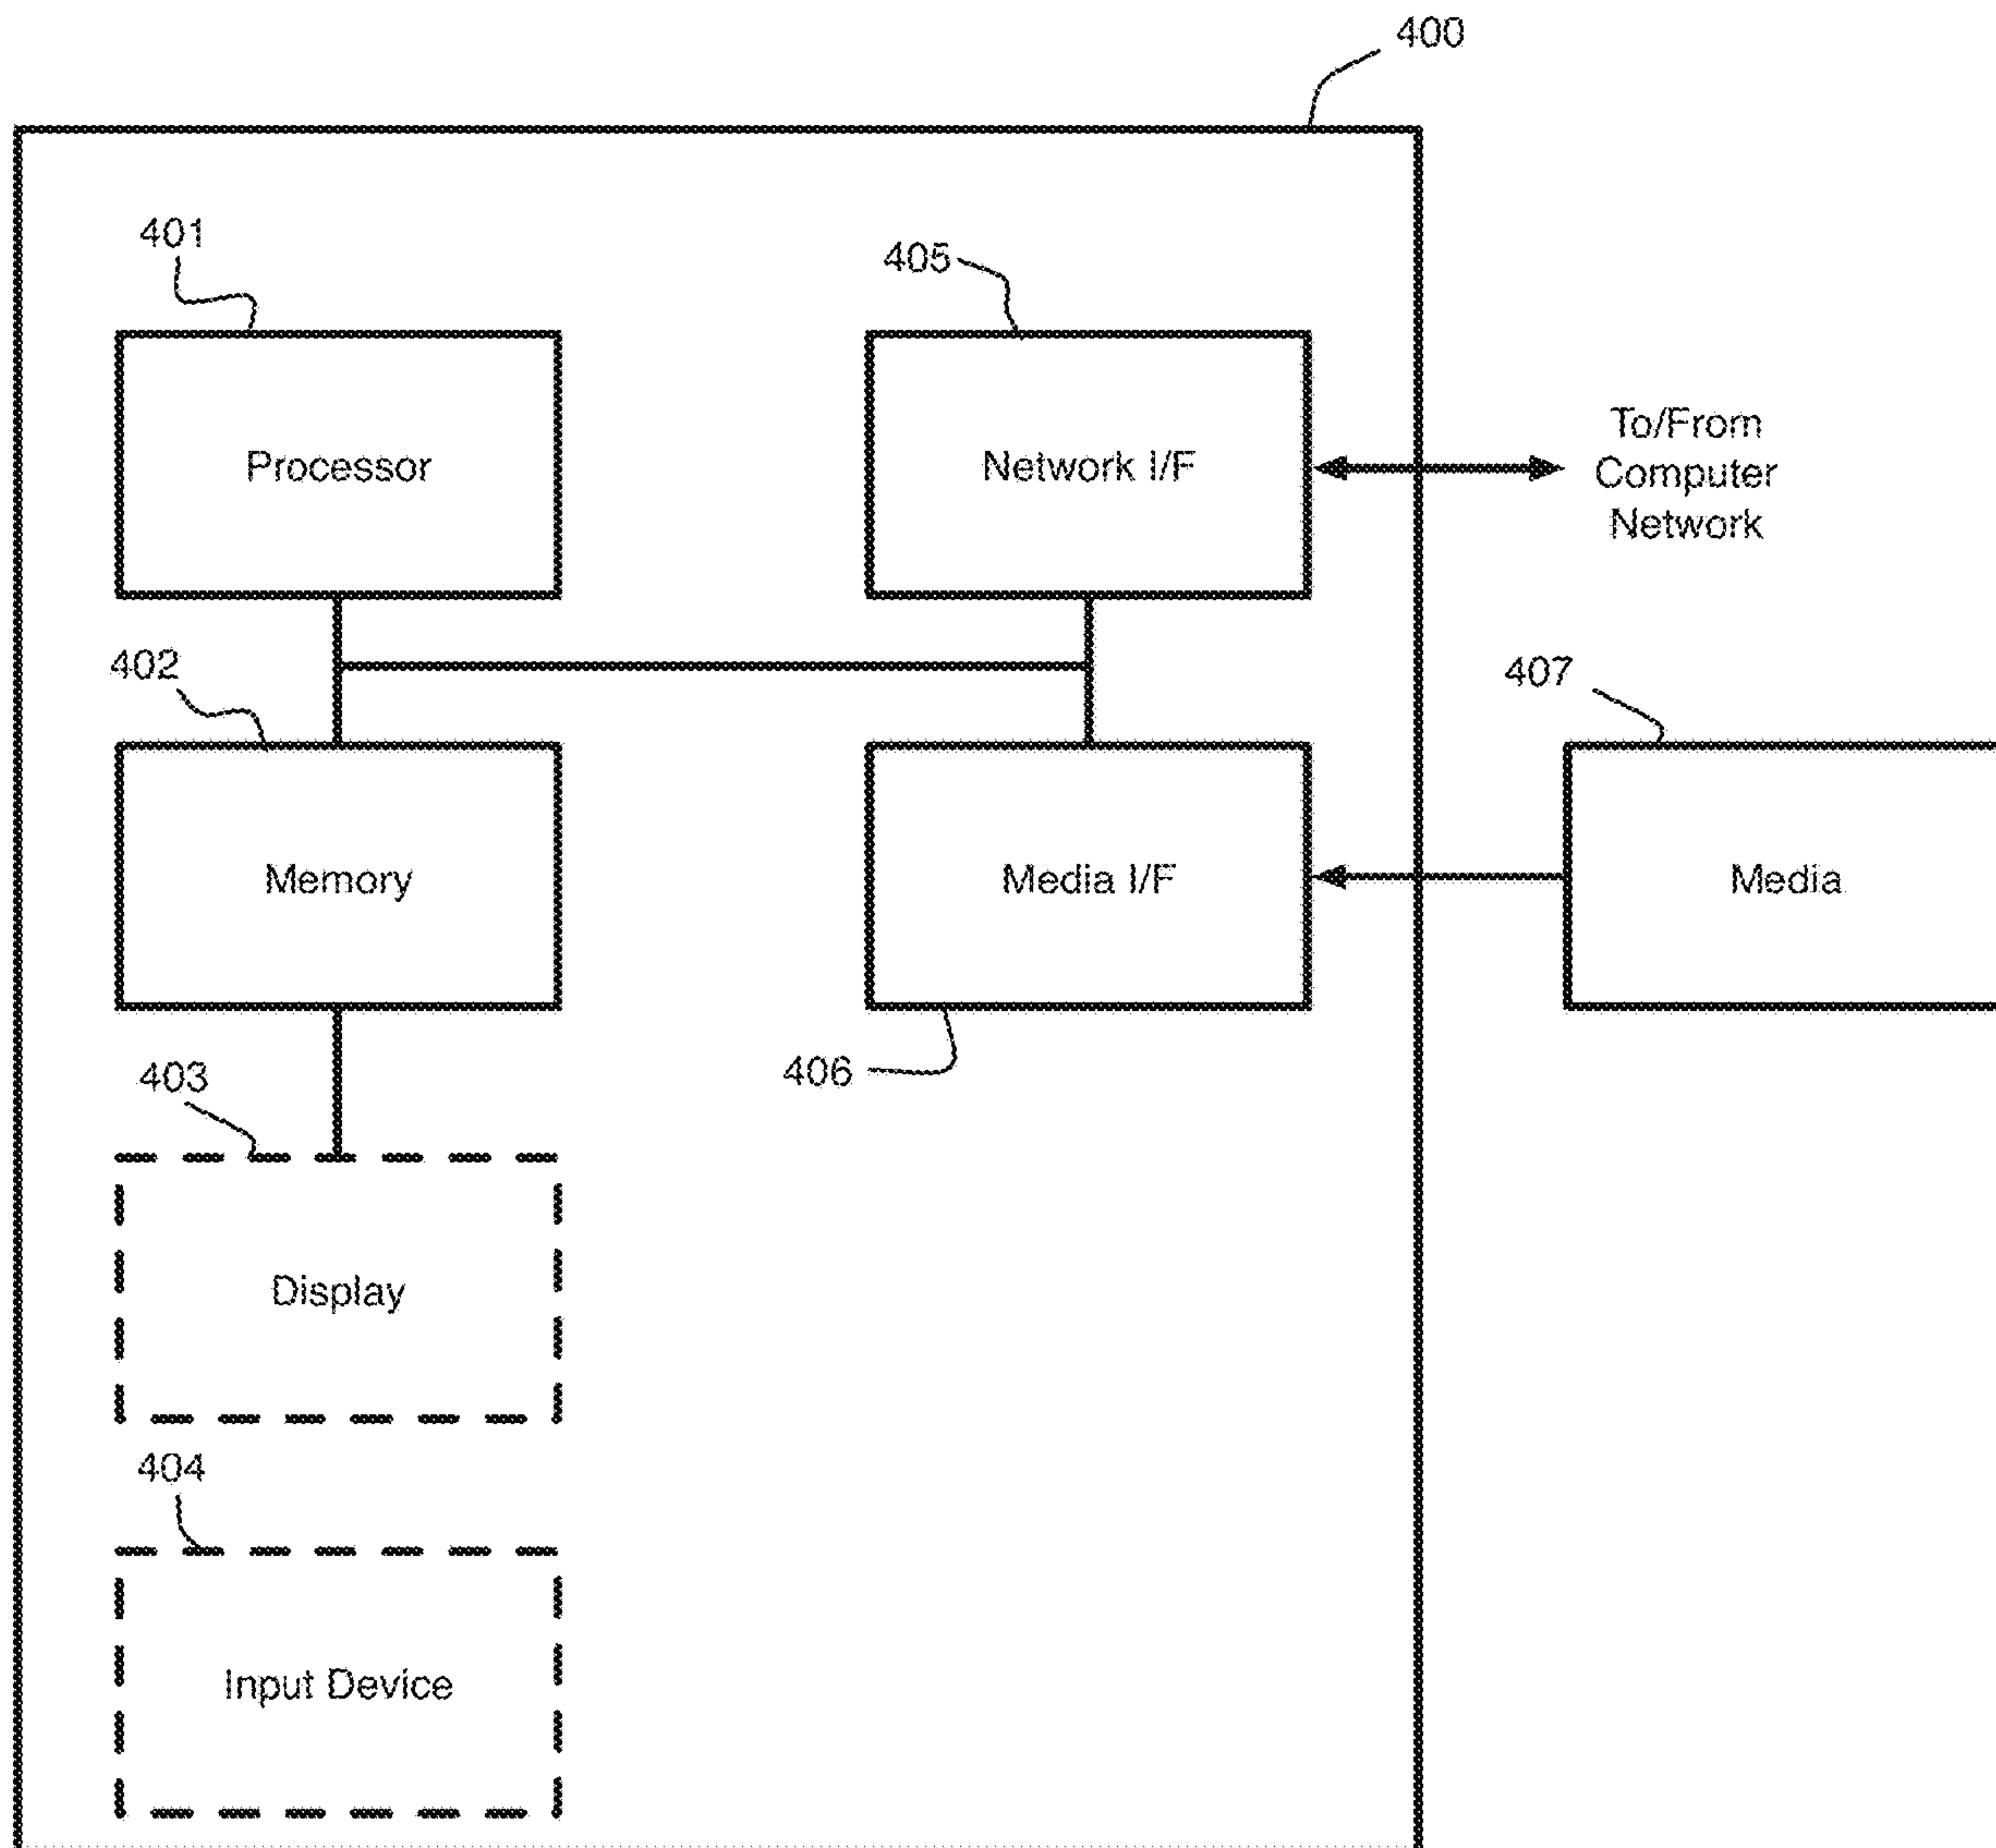 400
401
405
Processor
Network I/F
To/From
Computer
Network
402
407
Memory
Media I/F
Media
403
406
Display
404
Input Device